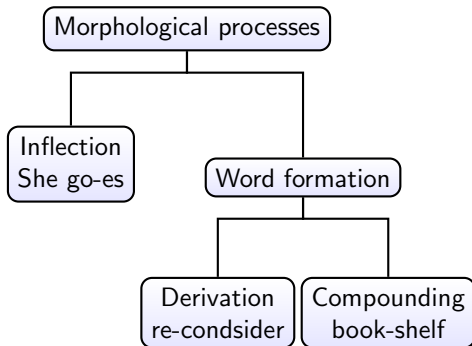 Morphological processes
Inflection
She go-es
Word formation
Derivation
re-condsider
Compounding
book-shelf